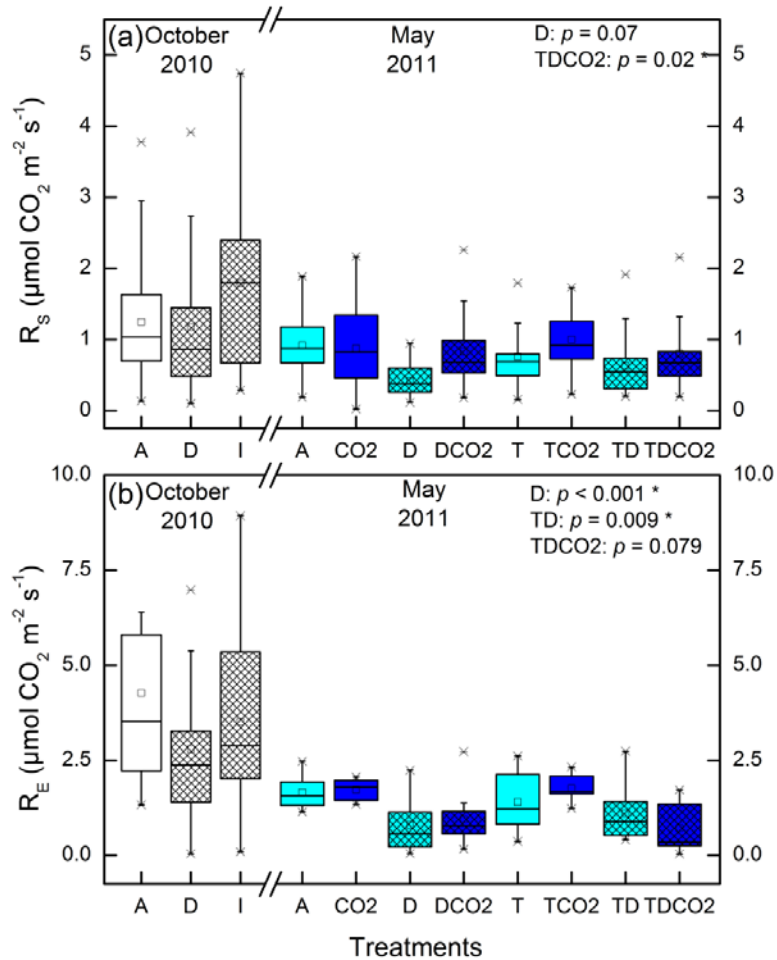 (a) October 2010
May 2011
D: p = 0.07
TDCO2: p = 0.02 *
R_S (μmol CO₂ m⁻² s⁻¹)
5 5
4 4
3 3
2 2
1 1
0 0
A D I A CO2 D DCO2 T TCO2 TD TDCO2
(b) October 2010
May 2011
D: p < 0.001 *
TD: p = 0.009 *
TDCO2: p = 0.079
R_E (μmol CO₂ m⁻² s⁻¹)
10.0 10.0
7.5 7.5
5.0 5.0
2.5 2.5
0.0 0.0
A D I A CO2 D DCO2 T TCO2 TD TDCO2
Treatments